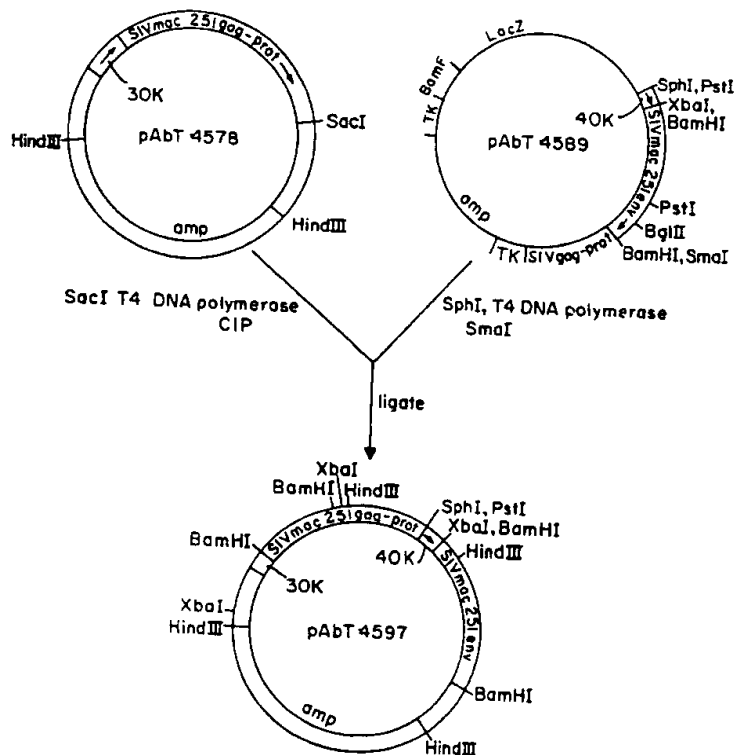 SIVmac 251gag-prot
30K
HindIII
pAbT 4578
SacI
amp
HindIII
LacZ
BamF
TK
SphI, PstI
40K
XbaI,
BamHI
pAbT 4589
SIVmac 251env
PstI
BglII
BamHI, SmaI
SIVgag-prot
TK
amp
SacI T4 DNA polymerase
CIP
SphI, T4 DNA polymerase
SmaI
ligate
XbaI
BamHI HindIII
SIVmac 251gag-prot
SphI, PstI
XbaI, BamHI
HindIII
40K
BamHI
30K
XbaI
HindIII
pAbT 4597
SIVmac 251env
BamHI
amp
HindIII